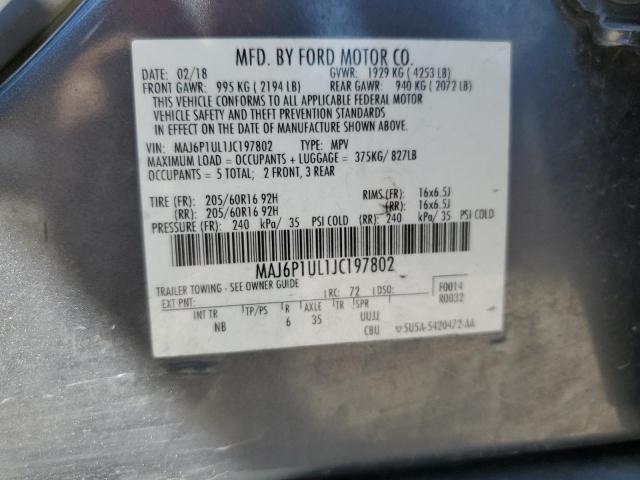 MFD. BY FORD MOTOR CO.
DATE: 02/18 GVWR: 1929 KG ( 4253 LB)
FRONT GAWR: 995 KG ( 2194 LB) REAR GAWR: 940 KG ( 2072 LB)
THIS VEHICLE CONFORMS TO ALL APPLICABLE FEDERAL MOTOR
VEHICLE SAFETY AND THEFT PREVENTION STANDARDS
IN EFFECT ON THE DATE OF MANUFACTURE SHOWN ABOVE.
VIN: MAJ6P1UL1JC197802 TYPE: MPV
MAXIMUM LOAD = OCCUPANTS + LUGGAGE = 375KG/ 827LB
OCCUPANTS = 5 TOTAL; 2 FRONT, 3 REAR
TIRE (FR): 205/60R16 92H RIMS.(FR): 16x6.5J
(RR): 205/60R16 92H (RR): 16x6.5J
PRESSURE (FR): 240 kPa/ 35 PSI COLD (RR): 240 kPa/ 35 PSI COLD
MAJ6P1UL1JC197802
TRAILER TOWING - SEE OWNER GUIDE
EXT PNT: RC: 72 DSO: F0014
R0032
INT TR TP/PS R AXLE TR SPR
NB 6 35 UUJJ
CBU ▽5U5A-5420472-AA